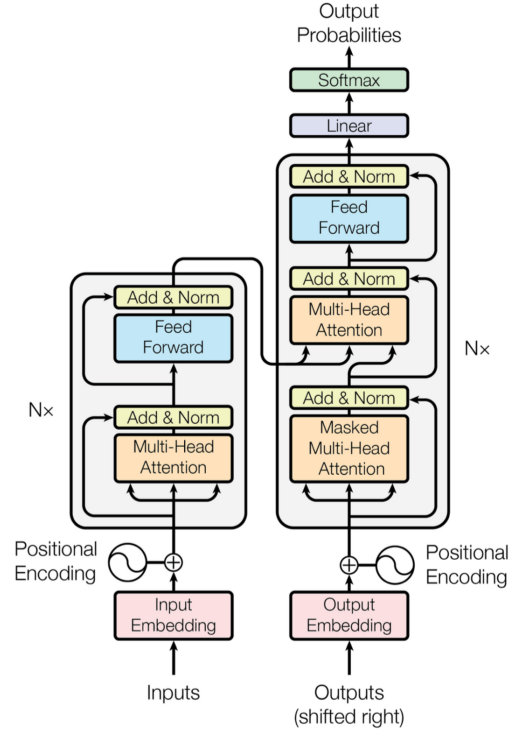 Output
Probabilities
Softmax
Linear
Add & Norm
Feed
Forward
Add & Norm
Multi-Head
Attention
Nx
Add & Norm
Masked
Multi-Head
Attention
Add & Norm
Feed
Forward
Nx
Add & Norm
Multi-Head
Attention
Positional
Encoding
Positional
Encoding
Input
Embedding
Output
Embedding
Inputs
Outputs
(shifted right)